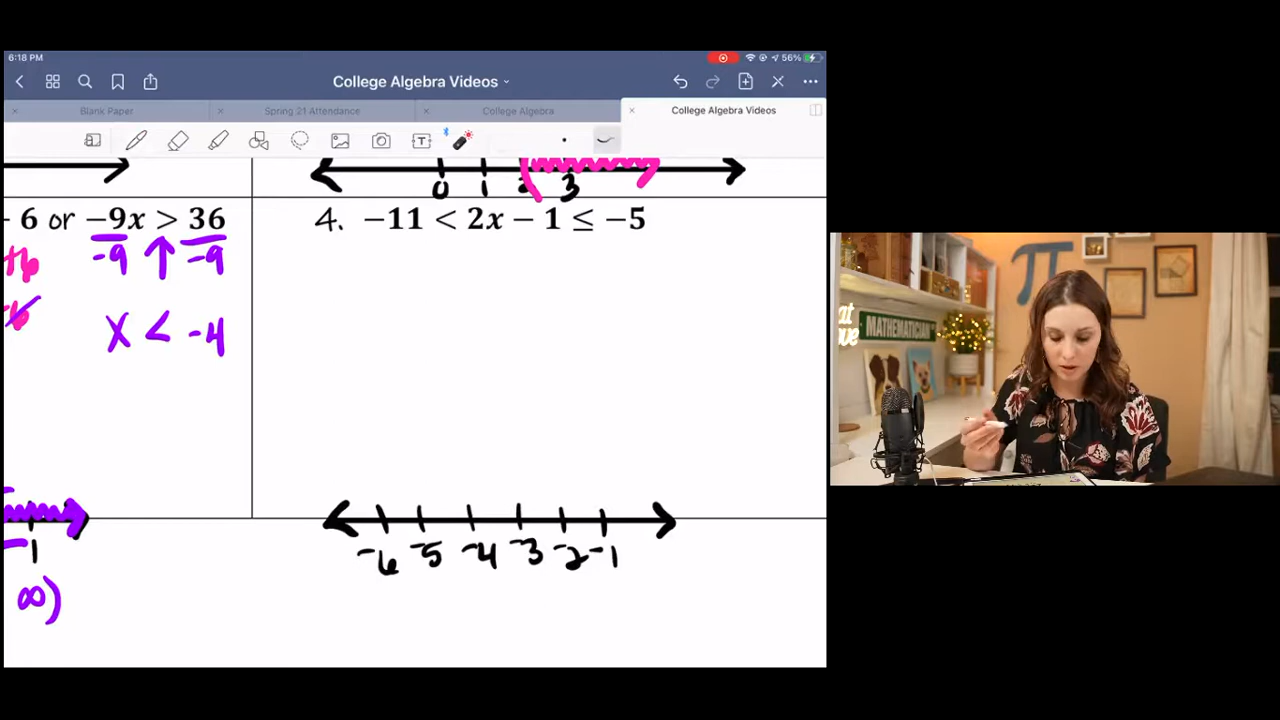 6:18 PM
56%
College Algebra Videos
Blank Paper
Spring 21 Attendance
College Algebra
College Algebra Videos
T
0 1 3
- 6 or -9x > 36
4. −11 < 2x − 1 ≤ −5
+6 -9 ↑ -9
x < -4
MATHEMATICIAN
-1
-6 -5 -4 -3 -2 -1
∞)